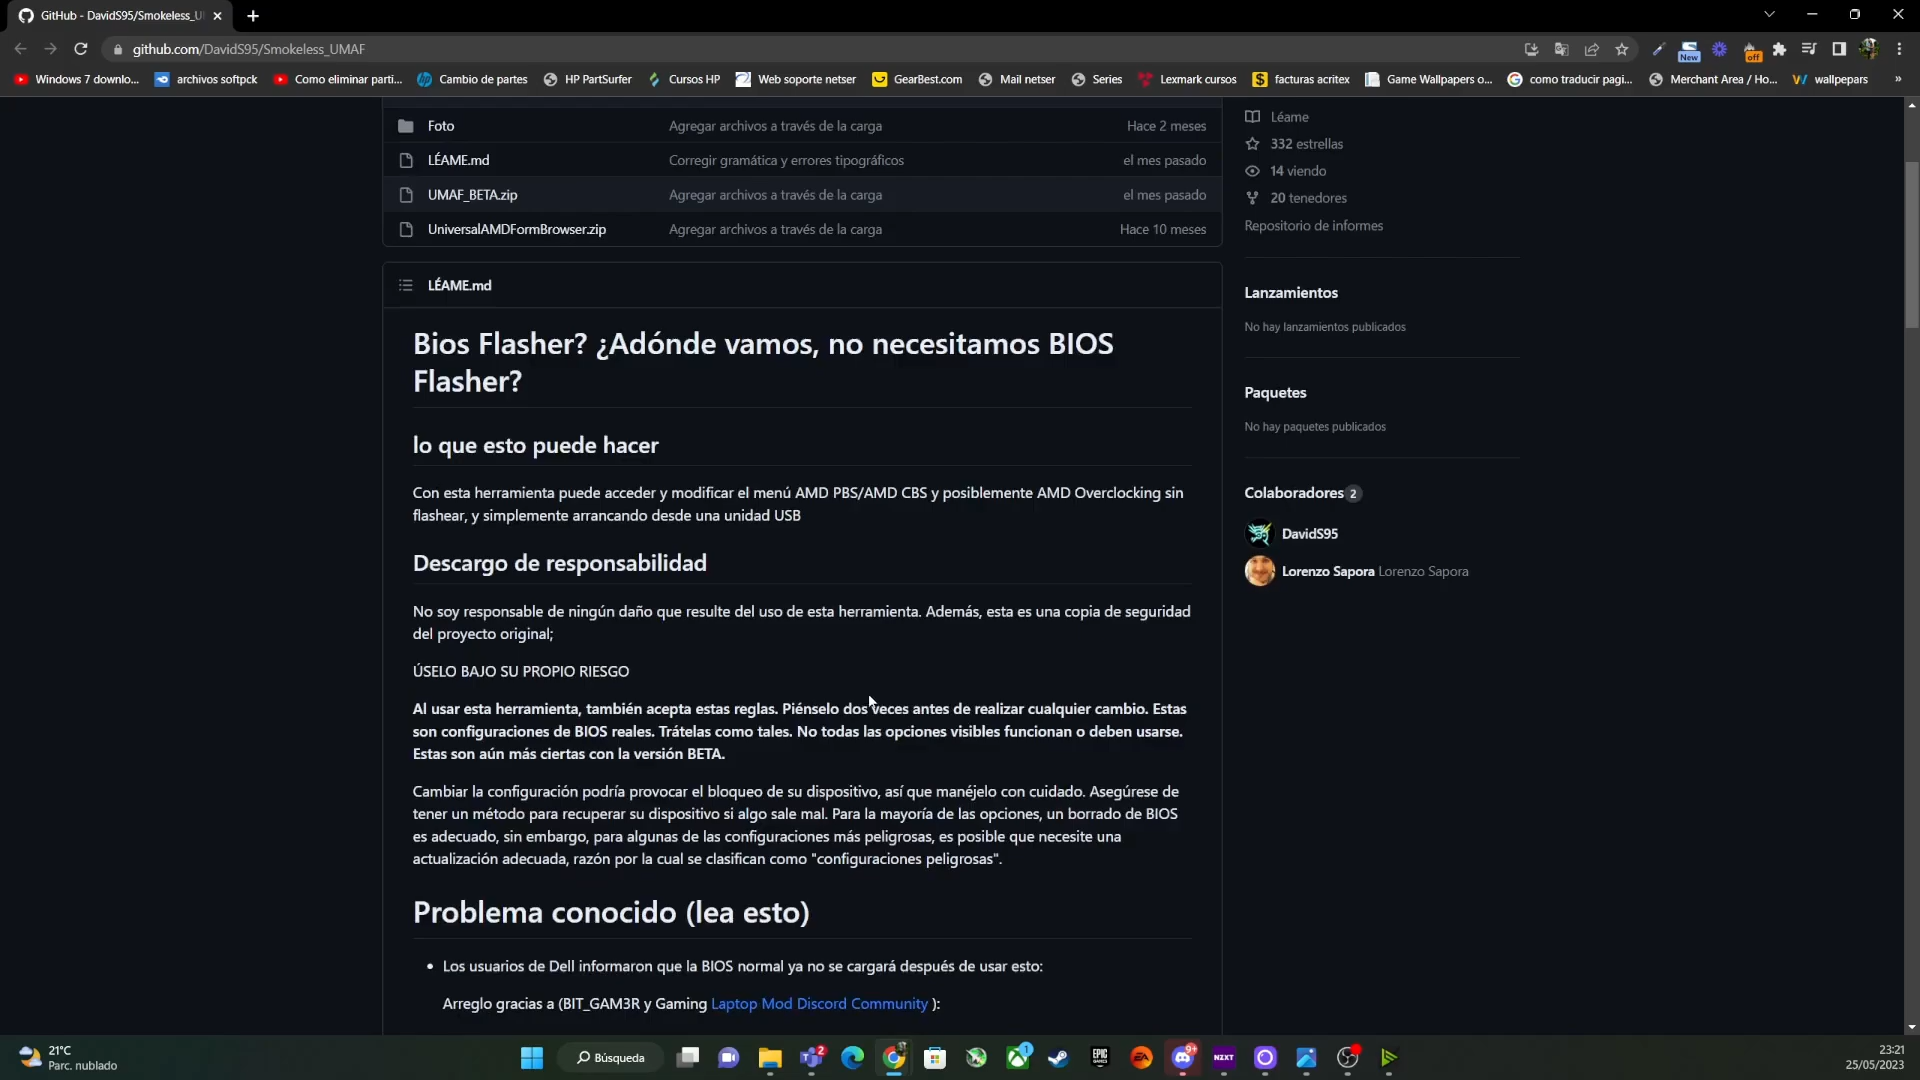 GitHub - DavidS95/Smokeless_U
github.com/DavidS95/Smokeless_UMAF
New
off
Windows 7 downlo...
archivos softpck
Como eliminar parti...
Cambio de partes
HP PartSurfer
Cursos HP
Web soporte netser
GearBest.com
Mail netser
Series
Lexmark cursos
facturas acritex
Game Wallpapers o...
como traducir pagi...
Merchant Area / Ho...
wallpepars
»
Foto Agregar archivos a través de la carga Hace 2 meses
LÉAME.md Corregir gramática y errores tipográficos el mes pasado
UMAF_BETA.zip Agregar archivos a través de la carga el mes pasado
UniversalAMDFormBrowser.zip Agregar archivos a través de la carga Hace 10 meses
LÉAME.md
Bios Flasher? ¿Adónde vamos, no necesitamos BIOS
Flasher?
lo que esto puede hacer
Con esta herramienta puede acceder y modificar el menú AMD PBS/AMD CBS y posiblemente AMD Overclocking sin
flashear, y simplemente arrancando desde una unidad USB
Descargo de responsabilidad
No soy responsable de ningún daño que resulte del uso de esta herramienta. Además, esta es una copia de seguridad
del proyecto original;
ÚSELO BAJO SU PROPIO RIESGO
Al usar esta herramienta, también acepta estas reglas. Piénselo dos veces antes de realizar cualquier cambio. Estas
son configuraciones de BIOS reales. Trátelas como tales. No todas las opciones visibles funcionan o deben usarse.
Estas son aún más ciertas con la versión BETA.
Cambiar la configuración podría provocar el bloqueo de su dispositivo, así que manéjelo con cuidado. Asegúrese de
tener un método para recuperar su dispositivo si algo sale mal. Para la mayoría de las opciones, un borrado de BIOS
es adecuado, sin embargo, para algunas de las configuraciones más peligrosas, es posible que necesite una
actualización adecuada, razón por la cual se clasifican como "configuraciones peligrosas".
Problema conocido (lea esto)
• Los usuarios de Dell informaron que la BIOS normal ya no se cargará después de usar esto:
Arreglo gracias a (BIT_GAM3R y Gaming Laptop Mod Discord Community ):
Léame
332 estrellas
14 viendo
20 tenedores
Repositorio de informes
Lanzamientos
No hay lanzamientos publicados
Paquetes
No hay paquetes publicados
Colaboradores 2
DavidS95
Lorenzo Sapora Lorenzo Sapora
21°C
Parc. nublado
Búsqueda
2
1
EPIC
EA
9+
NZXT
23:21
25/05/2023